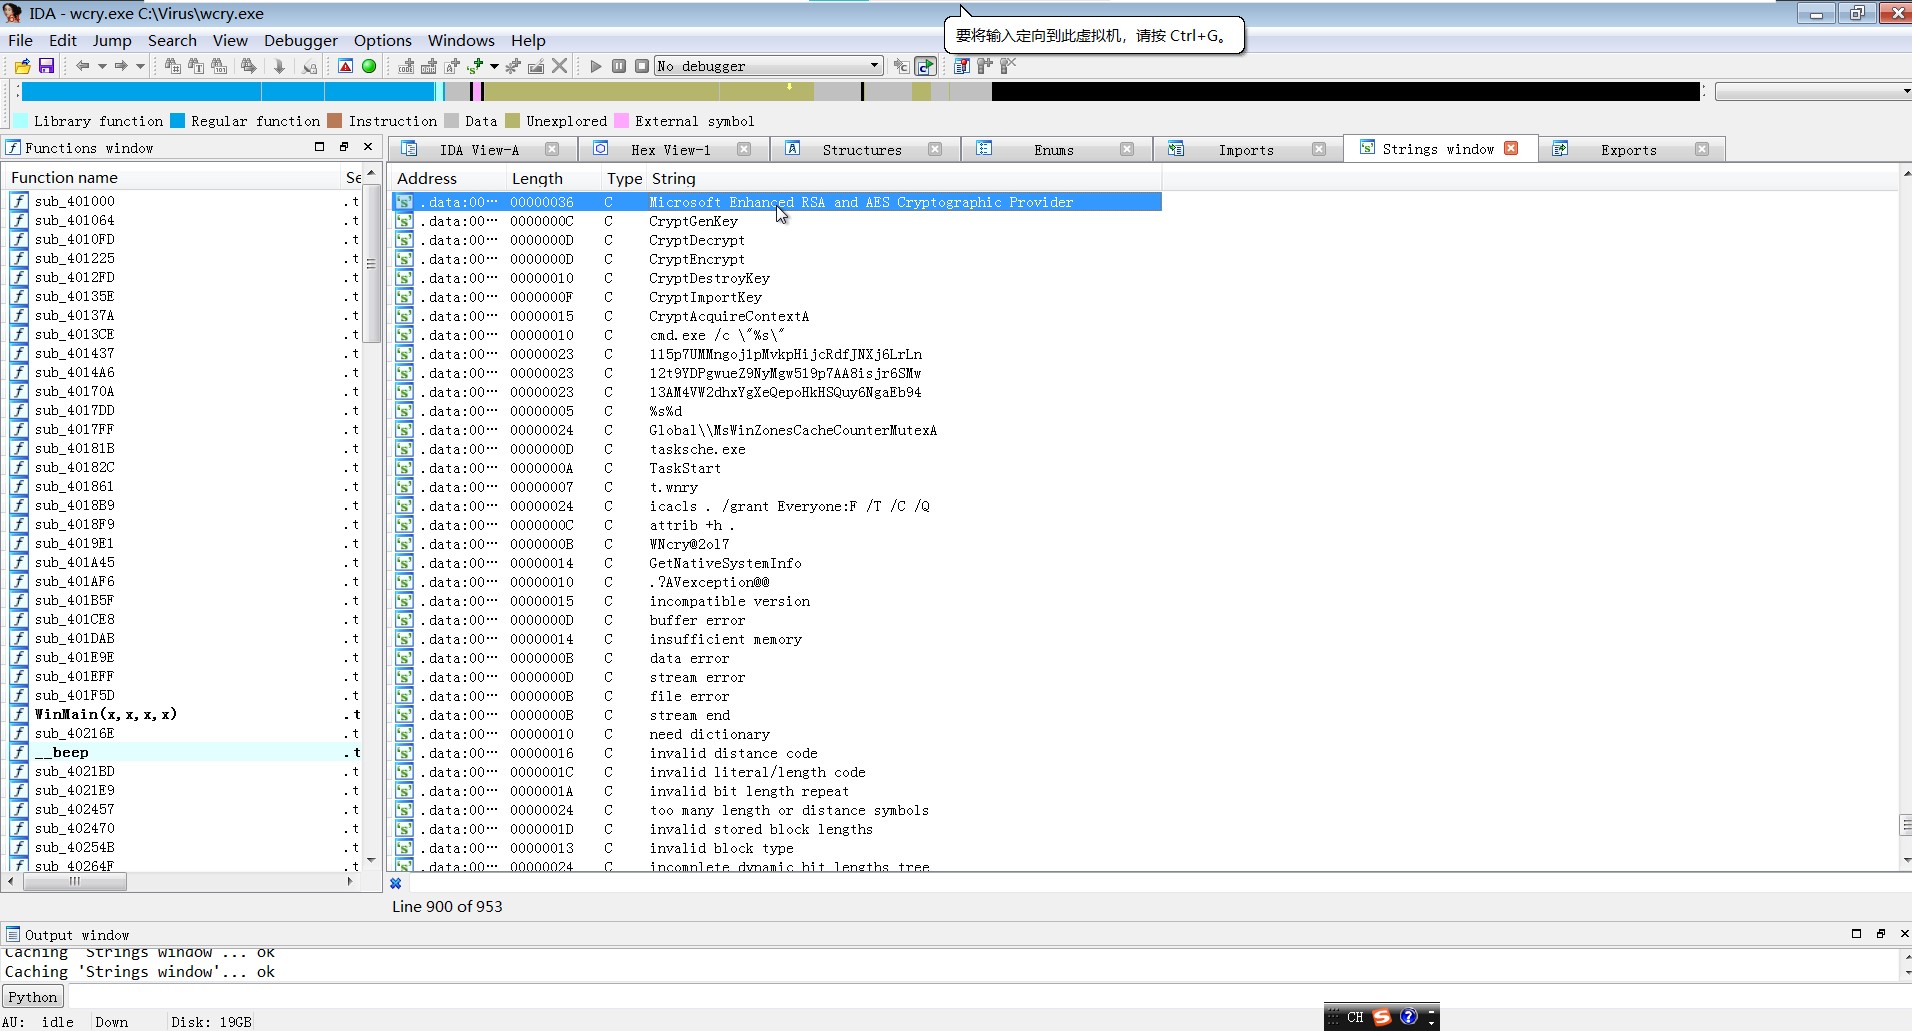 IDA - wcry.exe C:\Virus\wcry.exe
要将输入定向到此虚拟机，请按 Ctrl+G。
File Edit Jump Search View Debugger Options Windows Help
No debugger
Library function Regular function Instruction Data Unexplored External symbol
Functions window
IDA View-A Hex View-1 Structures Enums Imports Strings window Exports
Function name Se
Address Length Type String
sub_401000 .t
sub_401064 .t
sub_4010FD .t
sub_401225 .t
sub_4012FD .t
sub_40135E .t
sub_40137A .t
sub_4013CE .t
sub_401437 .t
sub_4014A6 .t
sub_40170A .t
sub_4017DD .t
sub_4017FF .t
sub_40181B .t
sub_40182C .t
sub_401861 .t
sub_4018B9 .t
sub_4018F9 .t
sub_4019E1 .t
sub_401A45 .t
sub_401AF6 .t
sub_401B5F .t
sub_401CE8 .t
sub_401DAB .t
sub_401E9E .t
sub_401EFF .t
sub_401F5D .t
WinMain(x,x,x,x) .t
sub_40216E .t
__beep .t
sub_4021BD .t
sub_4021E9 .t
sub_402457 .t
sub_402470 .t
sub_40254B .t
sub_40264F .t
.data:00… 00000036 C Microsoft Enhanced RSA and AES Cryptographic Provider
.data:00… 0000000C C CryptGenKey
.data:00… 0000000D C CryptDecrypt
.data:00… 0000000D C CryptEncrypt
.data:00… 00000010 C CryptDestroyKey
.data:00… 0000000F C CryptImportKey
.data:00… 00000015 C CryptAcquireContextA
.data:00… 00000010 C cmd.exe /c \"%s\"
.data:00… 00000023 C 115p7UMMngoj1pMvkpHijcRdfJNXj6LrLn
.data:00… 00000023 C 12t9YDPgwueZ9NyMgw519p7AA8isjr6SMw
.data:00… 00000023 C 13AM4VW2dhxYgXeQepoHkHSQuy6NgaEb94
.data:00… 00000005 C %s%d
.data:00… 00000024 C Global\\MsWinZonesCacheCounterMutexA
.data:00… 0000000D C tasksche.exe
.data:00… 0000000A C TaskStart
.data:00… 00000007 C t.wnry
.data:00… 00000024 C icacls . /grant Everyone:F /T /C /Q
.data:00… 0000000C C attrib +h .
.data:00… 0000000B C WNcry@2ol7
.data:00… 00000014 C GetNativeSystemInfo
.data:00… 00000010 C .?AVexception@@
.data:00… 00000015 C incompatible version
.data:00… 0000000D C buffer error
.data:00… 00000014 C insufficient memory
.data:00… 0000000B C data error
.data:00… 0000000D C stream error
.data:00… 0000000B C file error
.data:00… 0000000B C stream end
.data:00… 00000010 C need dictionary
.data:00… 00000016 C invalid distance code
.data:00… 0000001C C invalid literal/length code
.data:00… 0000001A C invalid bit length repeat
.data:00… 00000024 C too many length or distance symbols
.data:00… 0000001D C invalid stored block lengths
.data:00… 00000013 C invalid block type
.data:00… 00000024 C incomplete dynamic bit lengths tree
Line 900 of 953
Output window
Caching 'Strings window'... ok
Caching 'Strings window'... ok
Python
AU: idle Down Disk: 19GB
CH